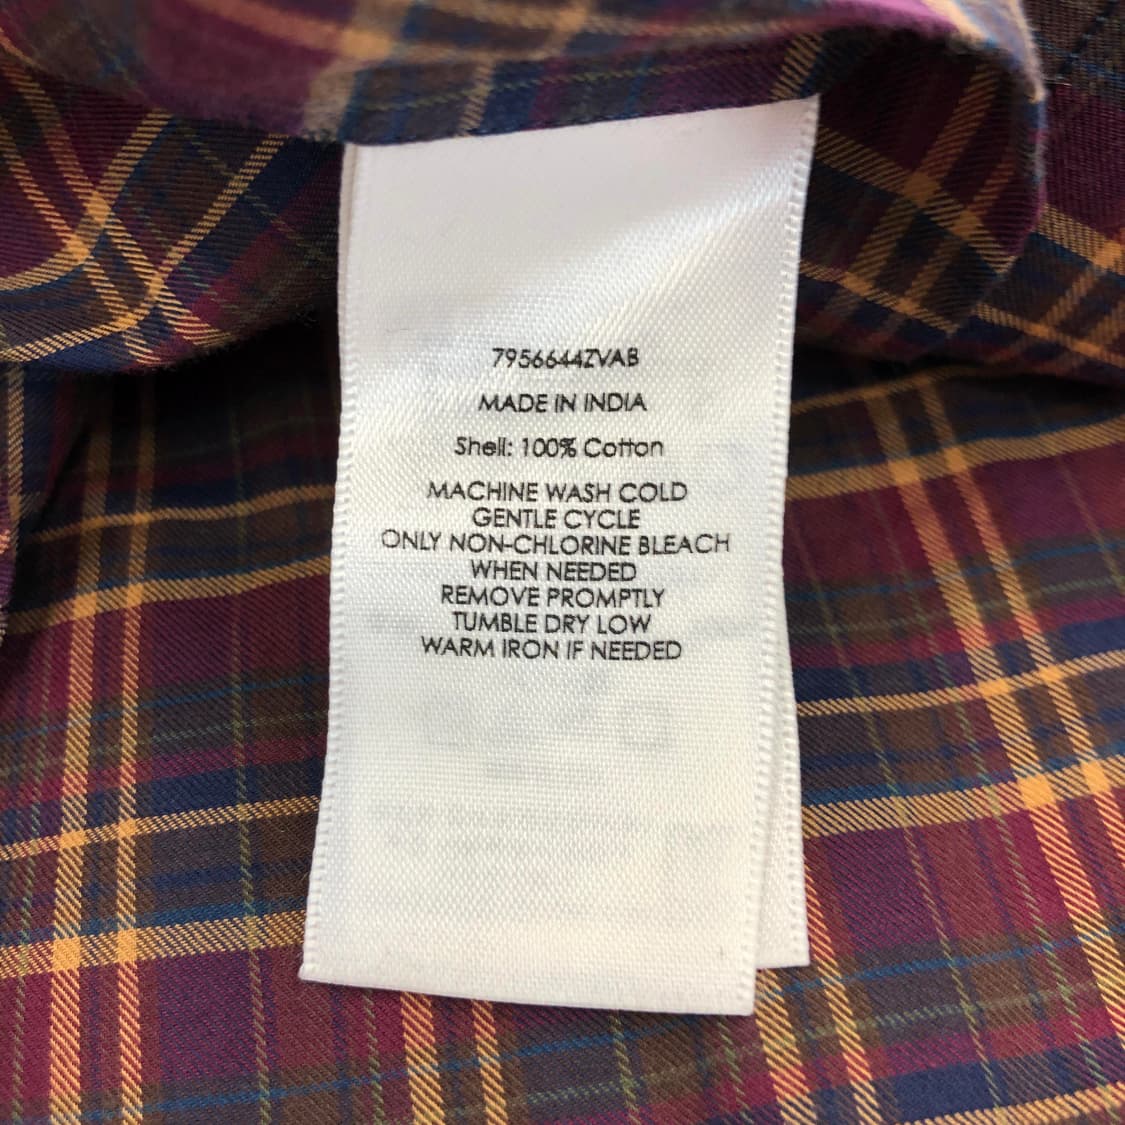 7956644ZVAB
MADE IN INDIA
Shell: 100% Cotton
MACHINE WASH COLD
GENTLE CYCLE
ONLY NON-CHLORINE BLEACH
WHEN NEEDED
REMOVE PROMPTLY
TUMBLE DRY LOW
WARM IRON IF NEEDED